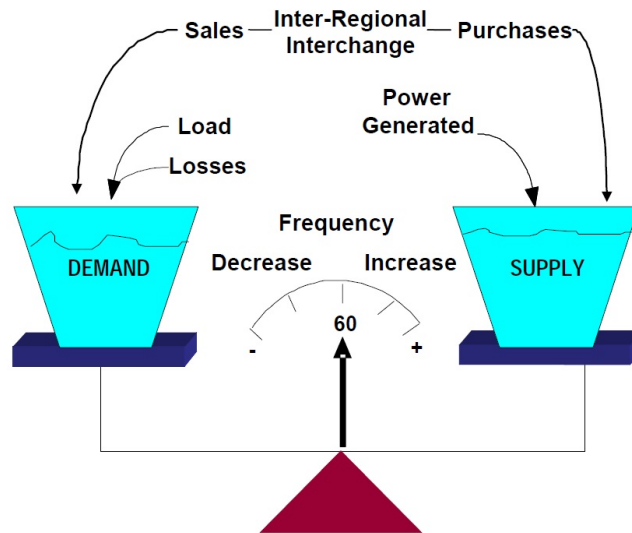 Sales Inter-Regional Purchases
Interchange
Load
Losses
Power
Generated
Frequency
Decrease Increase
DEMAND
SUPPLY
60
- +